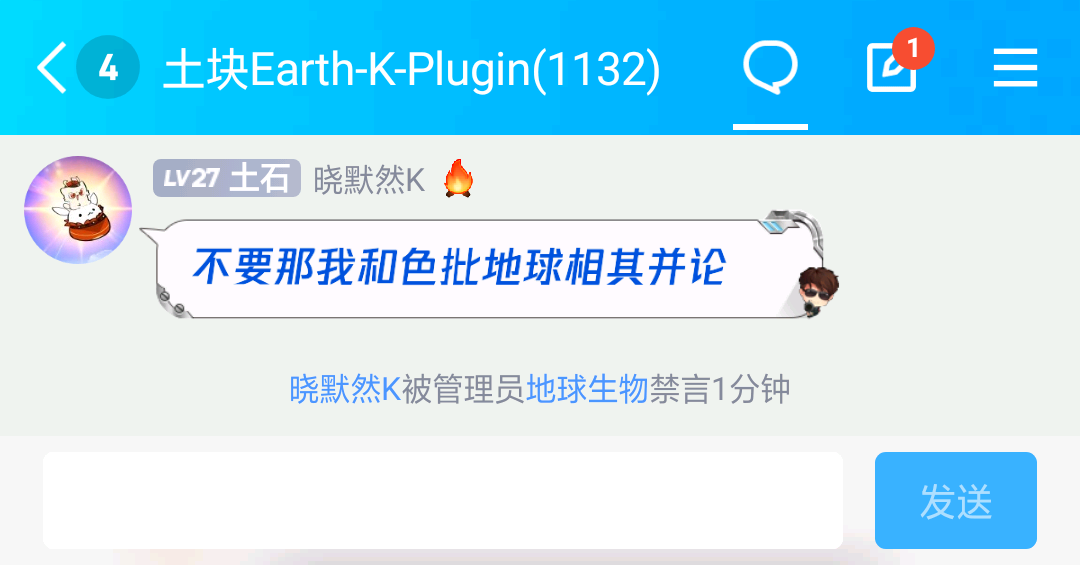 4 土块Earth-K-Plugin(1132) 1
LV27 土石 晓默然K
不要那我和色批地球相其并论
晓默然K被管理员地球生物禁言1分钟
发送